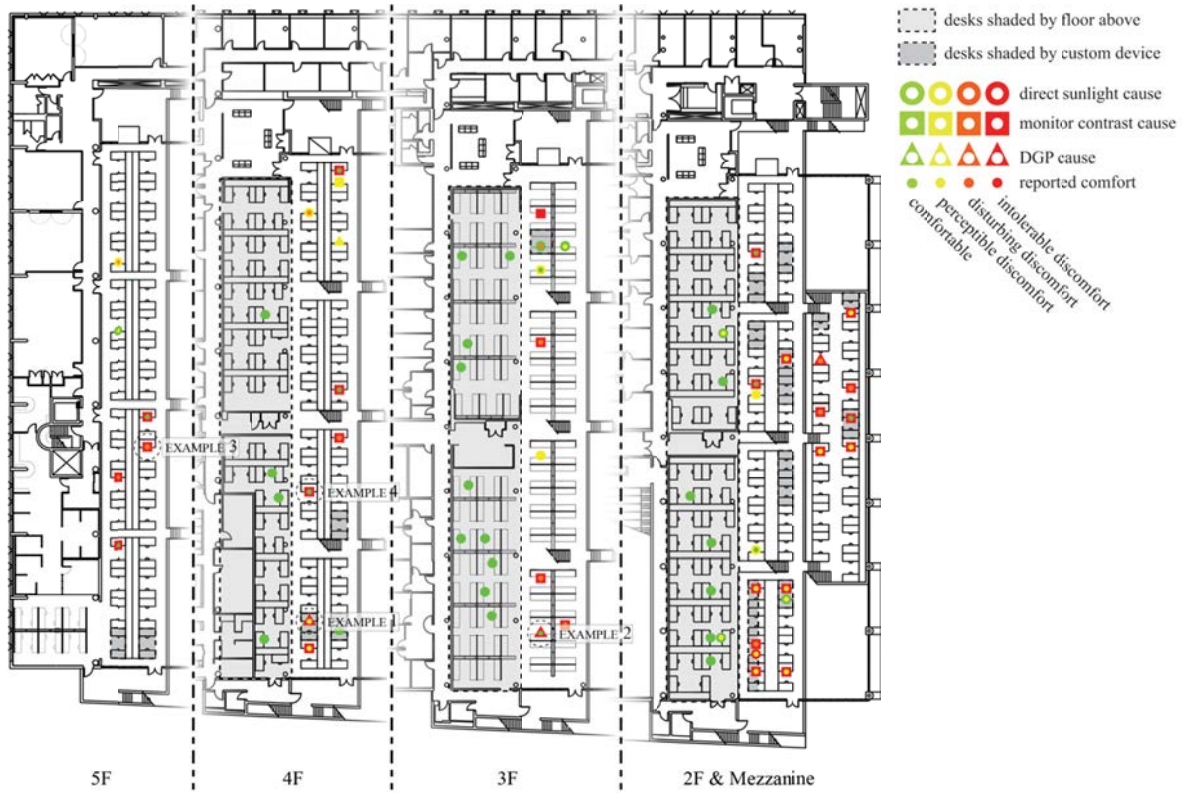 desks shaded by floor above
desks shaded by custom device
direct sunlight cause
monitor contrast cause
DGP cause
reported comfort
intolerable discomfort
disturbing discomfort
perceptible discomfort
comfortable
EXAMPLE 3
EXAMPLE 4
EXAMPLE 1
EXAMPLE 2
5F
4F
3F
2F & Mezzanine